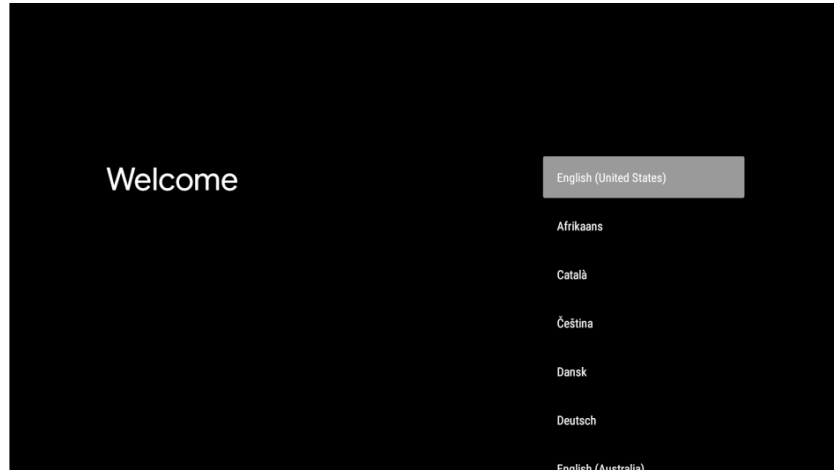 Welcome
English (United States)
Afrikaans
Català
Čeština
Dansk
Deutsch
English (Australia)